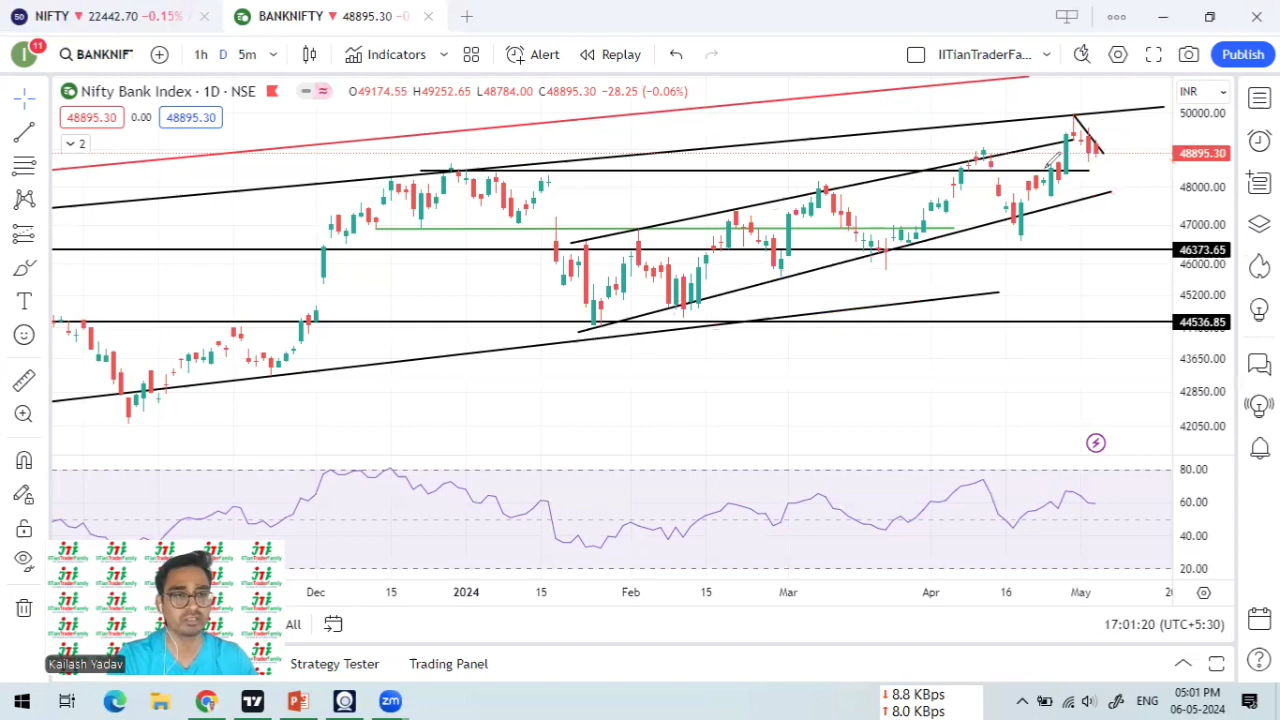 NIFTY ▼ 22442.70 −0.15%
BANKNIFTY ▼ 48895.30 −0
11
BANKNIF
1h D 5m
Indicators
Alert
Replay
IITianTraderFa...
Publish
Nifty Bank Index · 1D · NSE
O49174.55 H49252.65 L48784.00 C48895.30 −28.25 (−0.06%)
INR
48895.30 0.00 48895.30
2
50000.00
48895.30
48000.00
47000.00
46373.65
46000.00
45200.00
44536.85
43650.00
42850.00
42050.00
80.00
60.00
40.00
20.00
Dec 15 2024 15 Feb 15 Mar Apr 16 May
All
17:01:20 (UTC+5:30)
IITianTraderFamily
Kailash Yadav
Strategy Tester Trading Panel
8.8 KBps
8.0 KBps
ENG
05:01 PM
06-05-2024
zm